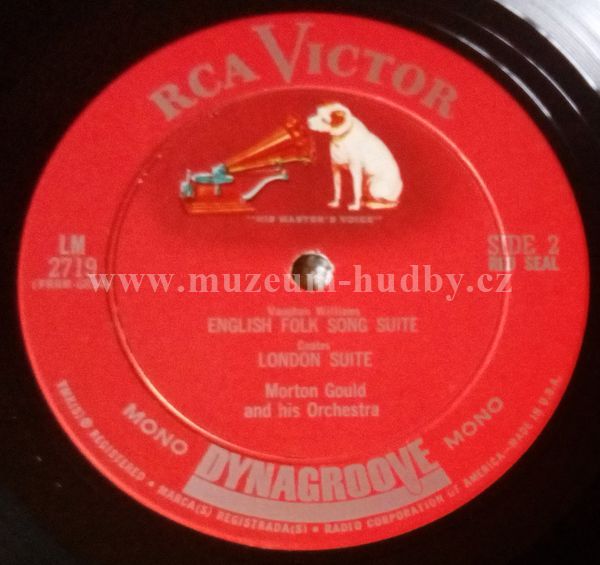 RCA VICTOR
"HIS MASTER'S VOICE"
LM
2719
SIDE 2
RED SEAL
www.muzeum-hudby.cz
Vaughan Williams
ENGLISH FOLK SONG SUITE
Coates
LONDON SUITE
Morton Gould
and his Orchestra
MONO
DYNAGROOVE
MONO
TMK(S) ® REGISTERED • MARCA(S) REGISTRADA(S) • RADIO CORPORATION OF AMERICA—MADE IN U.S.A.